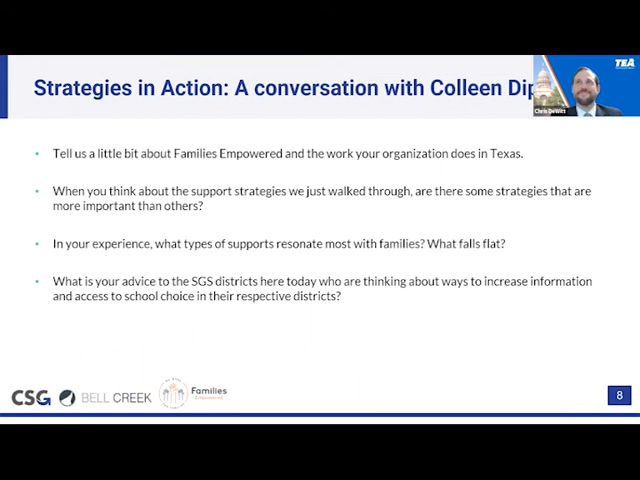 Strategies in Action: A conversation with Colleen Dip
TEA
Chris DeWitt
• Tell us a little bit about Families Empowered and the work your organization does in Texas.
• When you think about the support strategies we just walked through, are there some strategies that are
more important than others?
• In your experience, what types of supports resonate most with families? What falls flat?
• What is your advice to the SGS districts here today who are thinking about ways to increase information
and access to school choice in their respective districts?
CSG BELL CREEK Families
Empowered
8